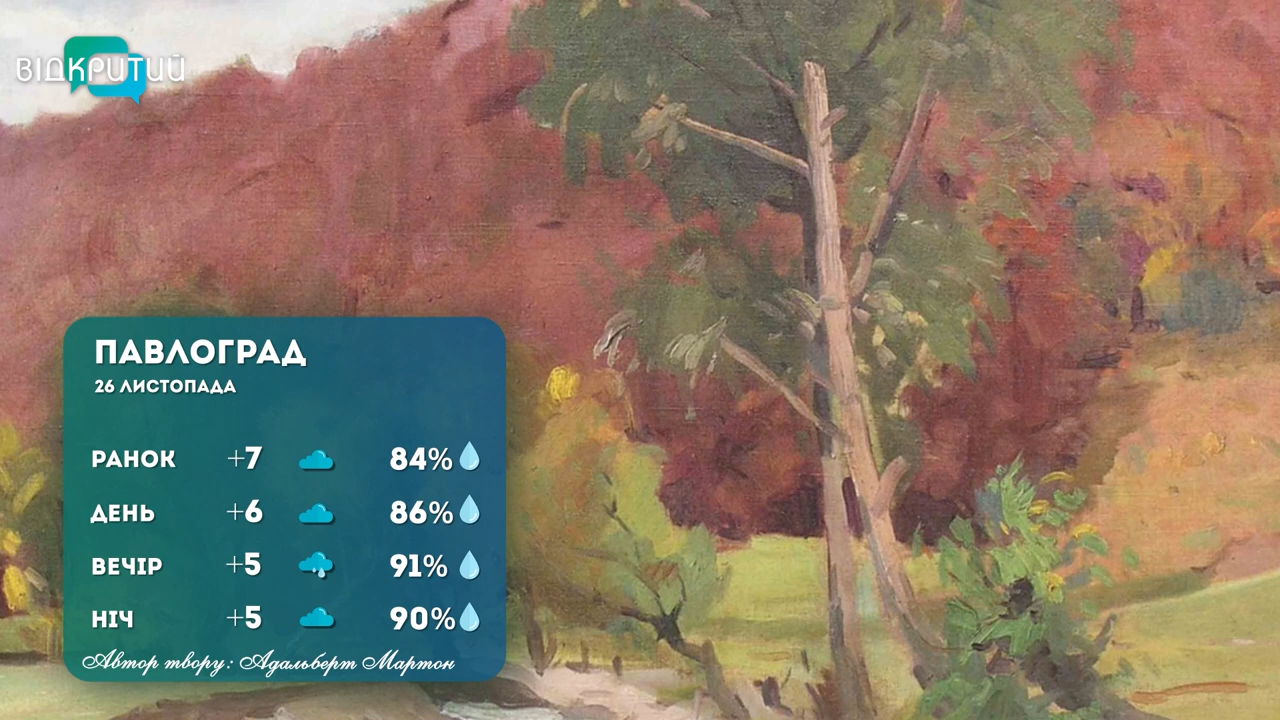 ВІДКРИТИЙ
ПАВЛОГРАД
26 ЛИСТОПАДА
РАНОК +7 84%
ДЕНЬ +6 86%
ВЕЧІР +5 91%
НІЧ +5 90%
Автор твору: Адальберт Мартон